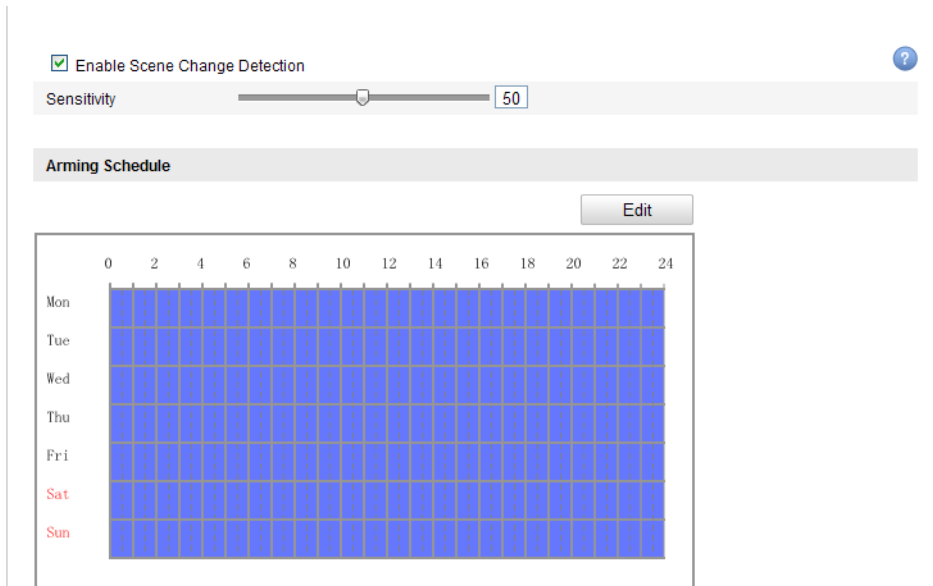 Enable Scene Change Detection
?
Sensitivity 50
Arming Schedule
Edit
0 2 4 6 8 10 12 14 16 18 20 22 24
Mon
Tue
Wed
Thu
Fri
Sat
Sun